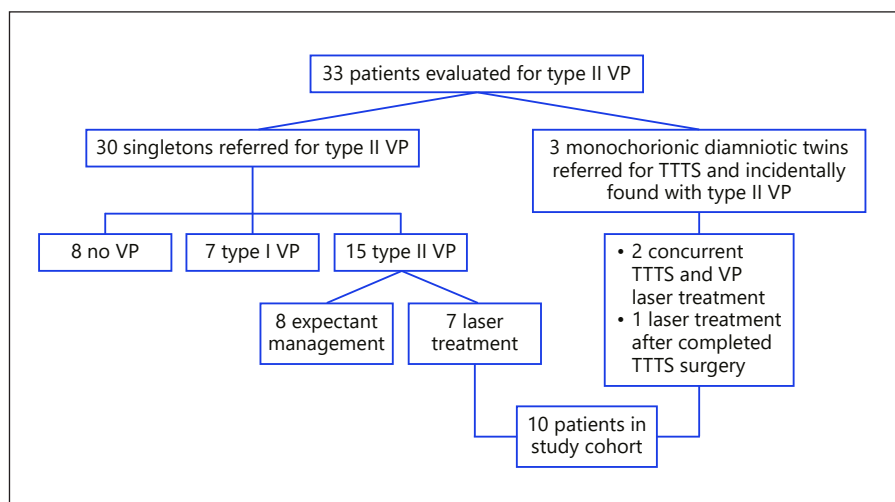 33 patients evaluated for type II VP
30 singletons referred for type II VP
3 monochorionic diamniotic twins
referred for TTTS and incidentally
found with type II VP
8 no VP
7 type I VP
15 type II VP
• 2 concurrent
TTTS and VP
laser treatment
• 1 laser treatment
after completed
TTTS surgery
8 expectant
management
7 laser
treatment
10 patients in
study cohort